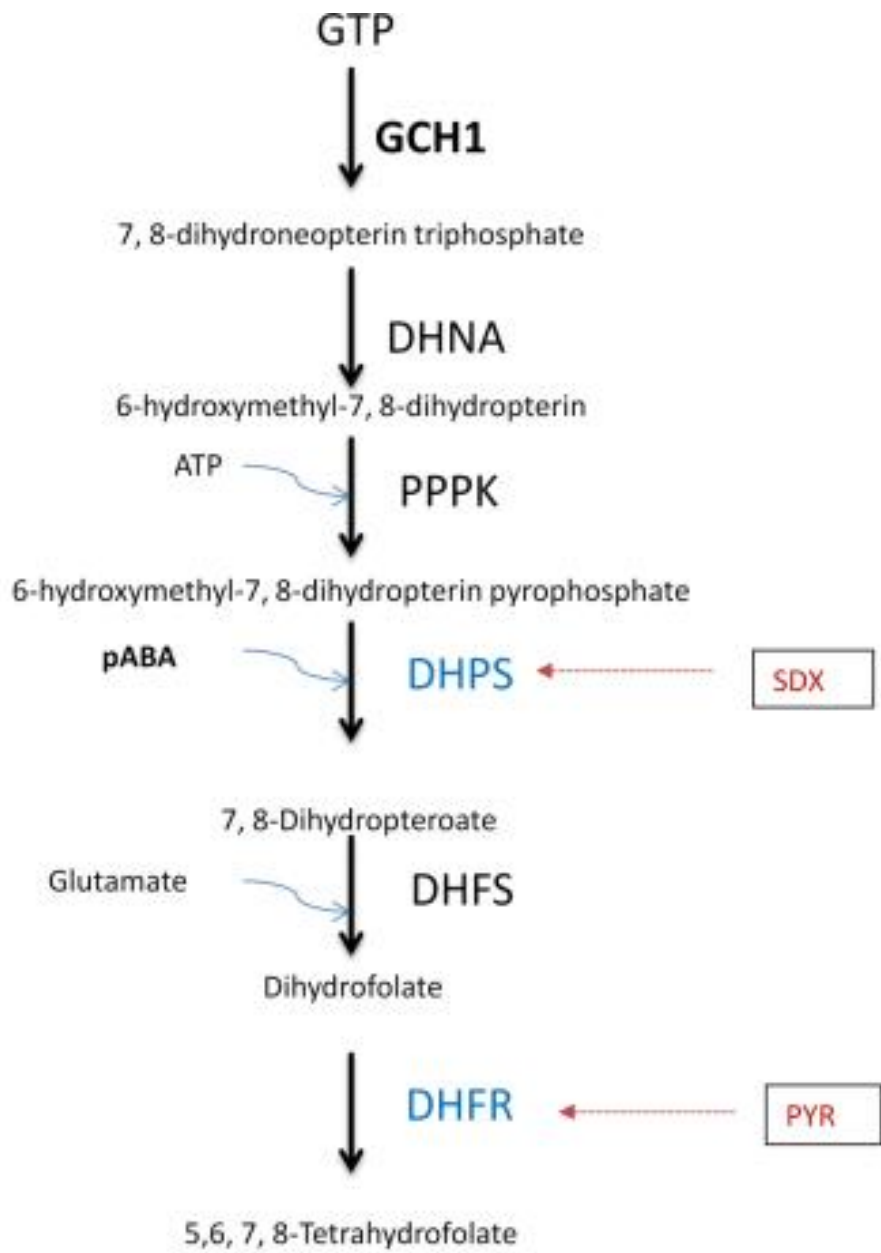 GTP
GCH1
7, 8-dihydroneopterin triphosphate
DHNA
6-hydroxymethyl-7, 8-dihydropterin
ATP
PPPK
6-hydroxymethyl-7, 8-dihydropterin pyrophosphate
pABA
DHPS
SDX
7, 8-Dihydropteroate
Glutamate
DHFS
Dihydrofolate
DHFR
PYR
5,6, 7, 8-Tetrahydrofolate